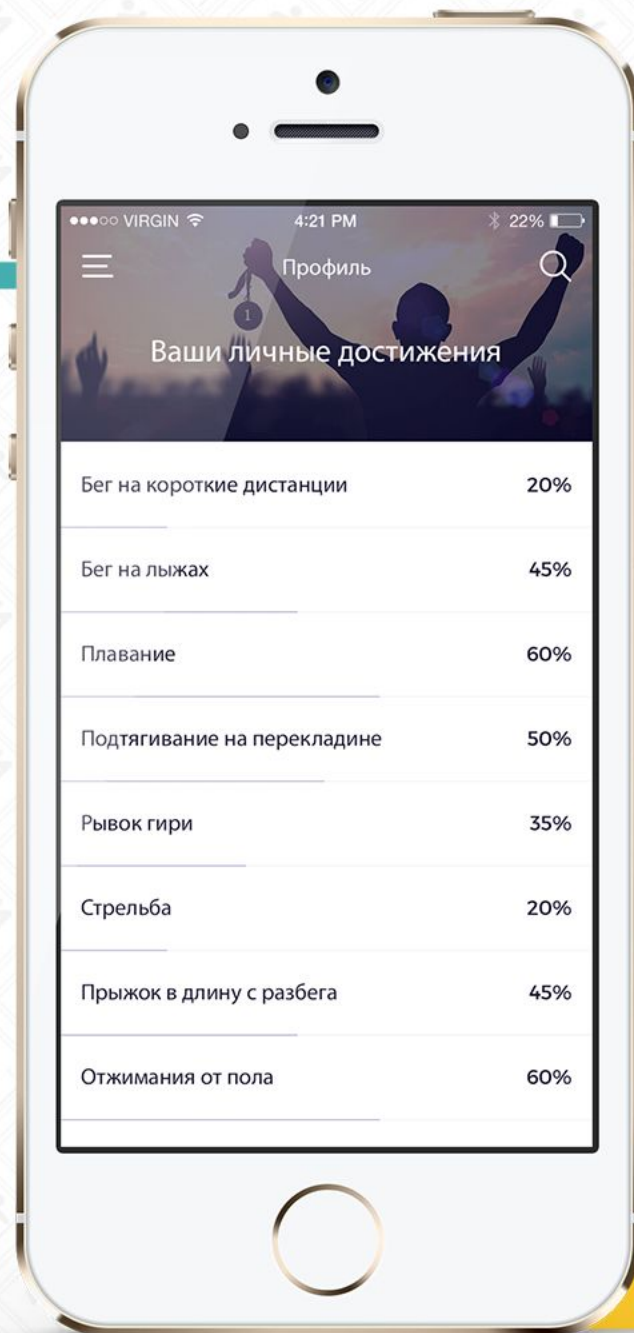 VIRGIN 4:21 PM 22%
Профиль
1
Ваши личные достижения
Бег на короткие дистанции 20%
Бег на лыжах 45%
Плавание 60%
Подтягивание на перекладине 50%
Рывок гири 35%
Стрельба 20%
Прыжок в длину с разбега 45%
Отжимания от пола 60%